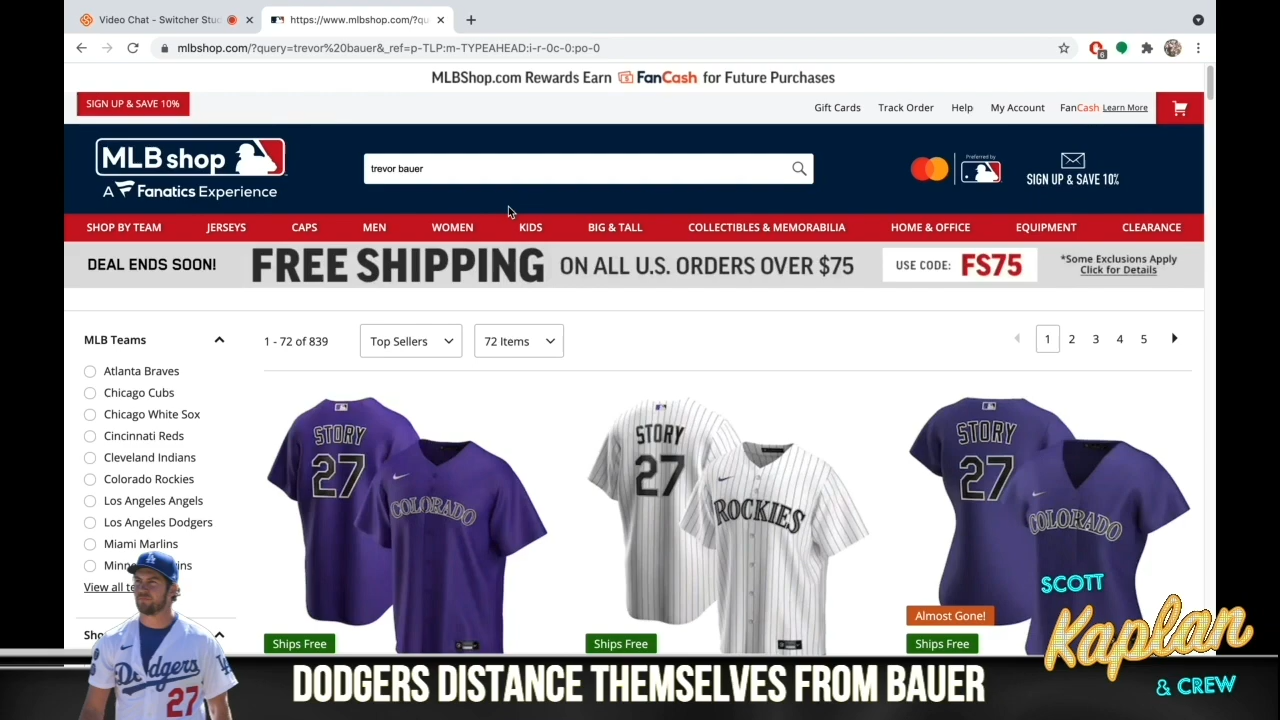 Video Chat - Switcher Stu
https://www.mlbshop.com/?qu
mlbshop.com/?query=trevor%20bauer&_ref=p-TLP:m-TYPEAHEAD:i-r-0c-0:po-0
MLBShop.com Rewards Earn FanCash for Future Purchases
SIGN UP & SAVE 10%
Gift Cards Track Order Help My Account FanCash Learn More
MLB shop
A Fanatics Experience
trevor bauer
Preferred by
SIGN UP & SAVE 10%
SHOP BY TEAM JERSEYS CAPS MEN WOMEN KIDS BIG & TALL COLLECTIBLES & MEMORABILIA HOME & OFFICE EQUIPMENT CLEARANCE
DEAL ENDS SOON! FREE SHIPPING ON ALL U.S. ORDERS OVER $75 USE CODE: FS75 *Some Exclusions Apply
Click for Details
MLB Teams
1 - 72 of 839 Top Sellers 72 Items 1 2 3 4 5
Atlanta Braves
Chicago Cubs
Chicago White Sox
Cincinnati Reds
Cleveland Indians
Colorado Rockies
Los Angeles Angels
Los Angeles Dodgers
Miami Marlins
View all
STORY
27
COLORADO
STORY
27
ROCKIES
STORY
27
COLORADO
Almost Gone!
Ships Free
Ships Free
Ships Free
Dodgers
27
LA
SCOTT
Kaplan
& CREW
DODGERS DISTANCE THEMSELVES FROM BAUER